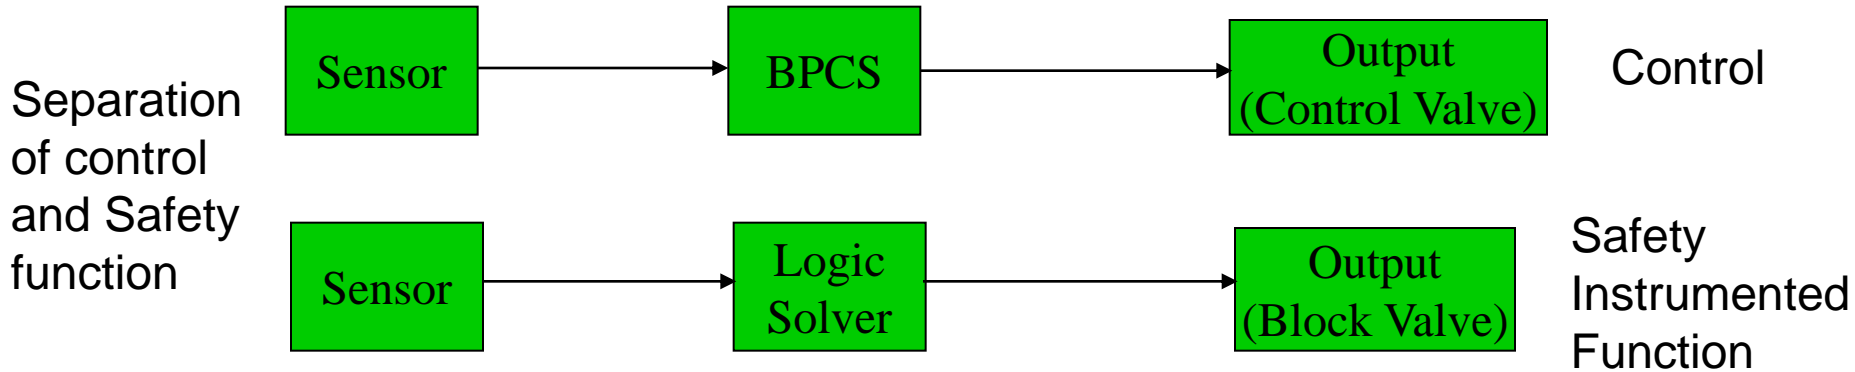 Separation
of control
and Safety
function
Sensor
BPCS
Output
(Control Valve)
Control
Sensor
Logic
Solver
Output
(Block Valve)
Safety
Instrumented
Function